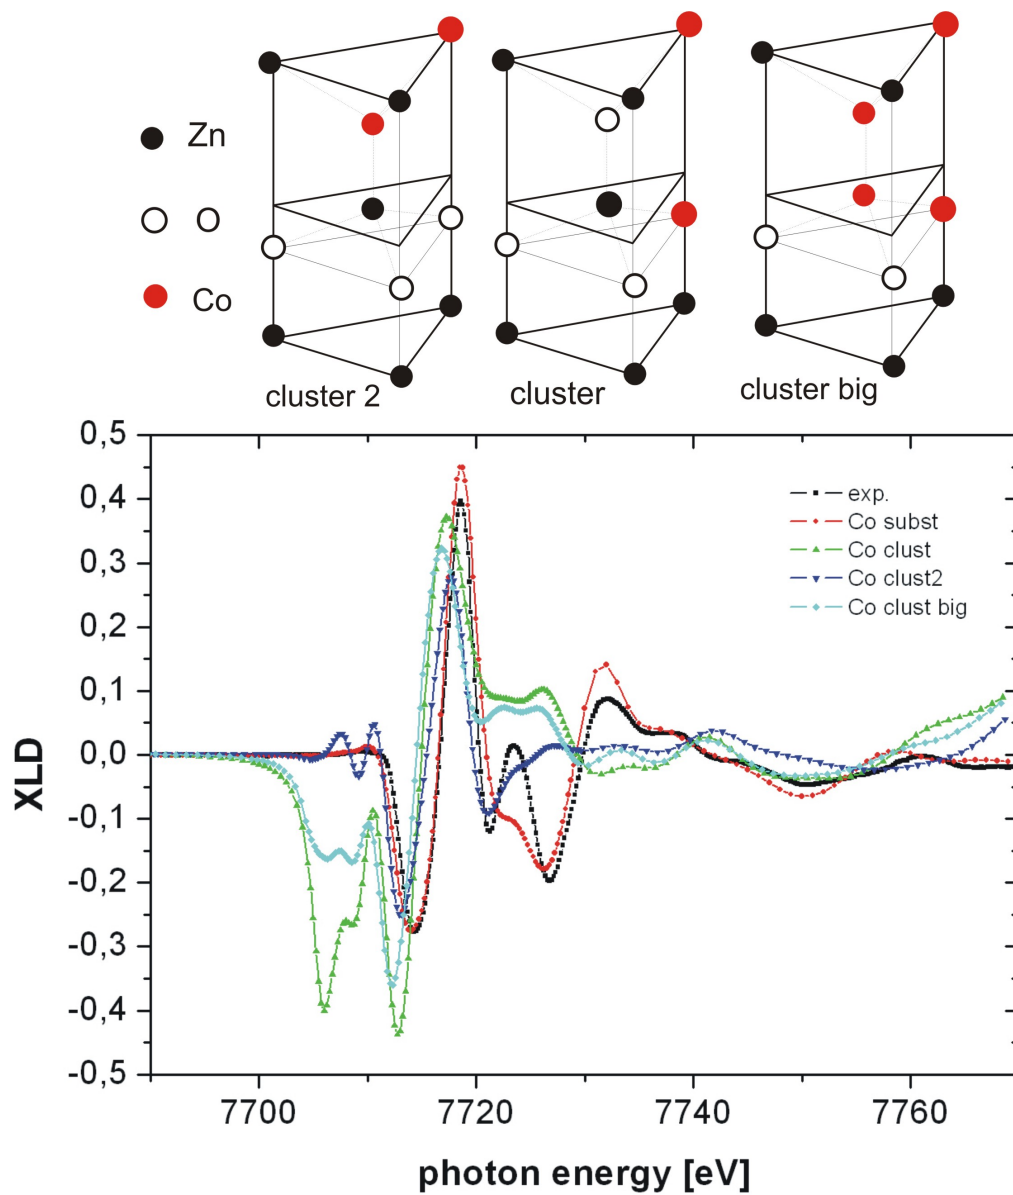 Zn
O
Co
cluster 2
cluster
cluster big
0,5
0,4
0,3
0,2
0,1
0,0
-0,1
-0,2
-0,3
-0,4
-0,5
XLD
exp.
Co subst
Co clust
Co clust2
Co clust big
7700
7720
7740
7760
photon energy [eV]